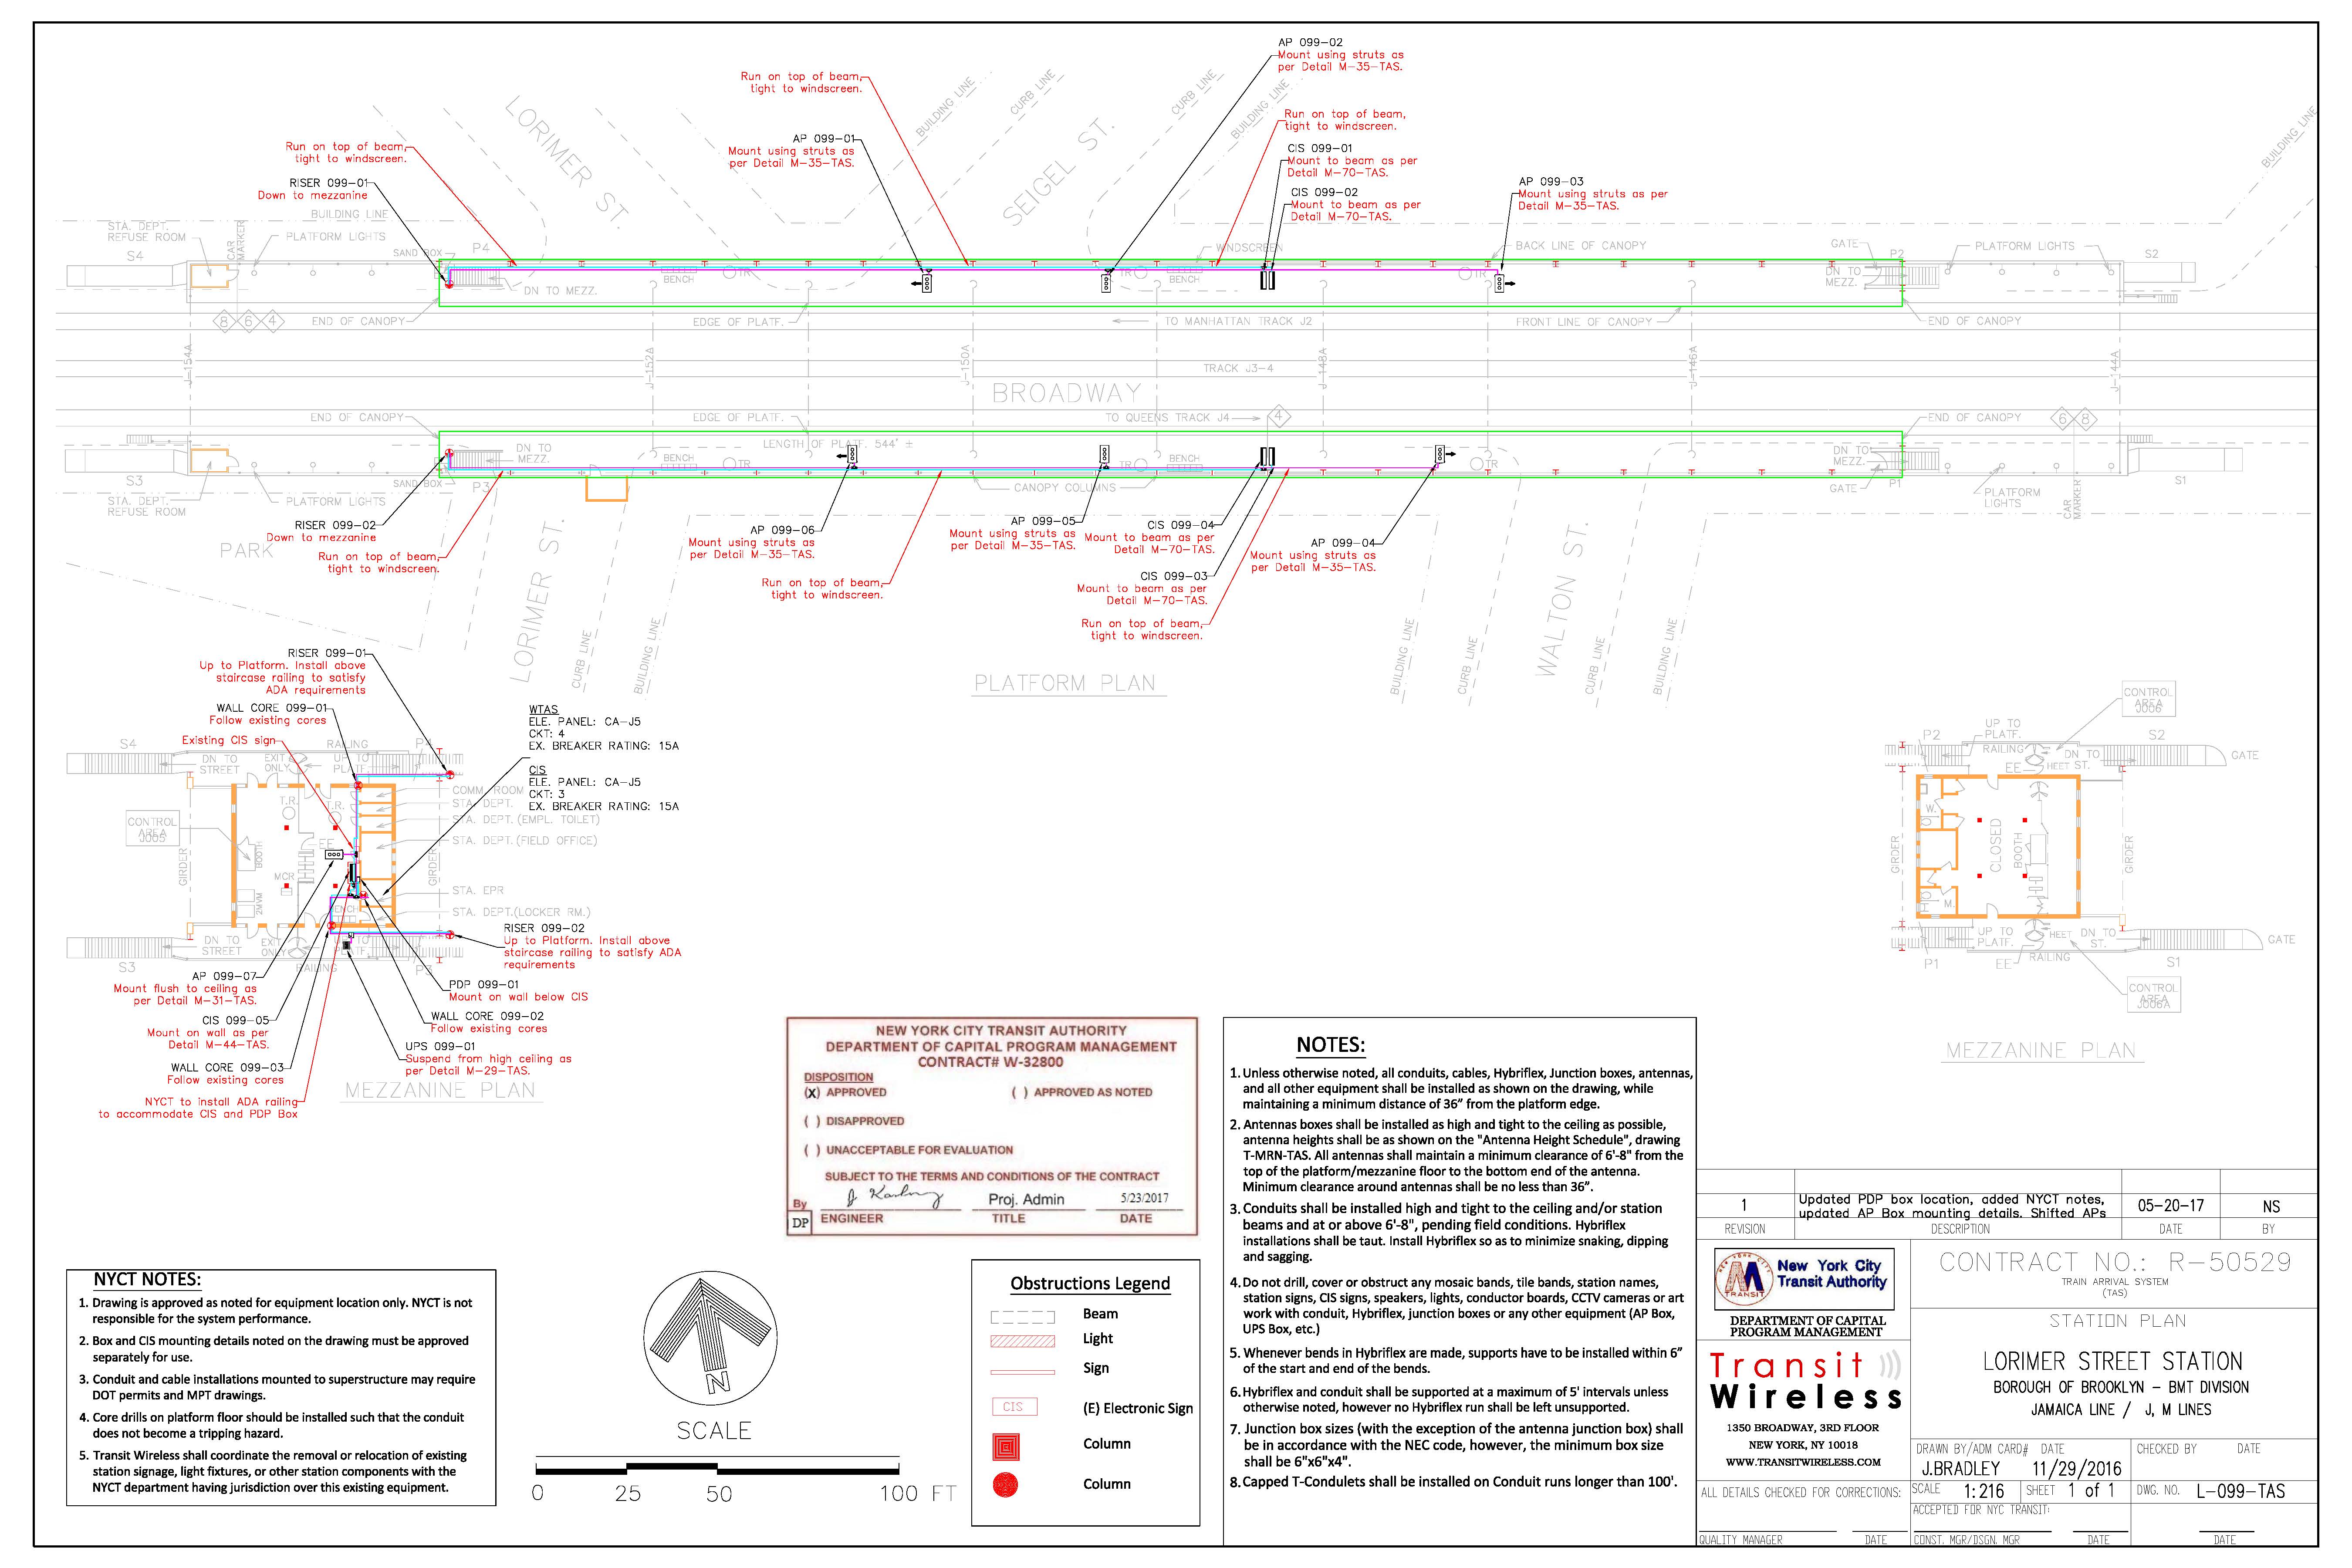 AP 099-02
Mount using struts as
per Detail M-35-TAS.
Run on top of beam,
tight to windscreen.
LORIMER ST.
BUILDING LINE
CURB LINE
SEIGEL ST.
CURB LINE
BUILDING LINE
BUILDING LINE
Run on top of beam,
tight to windscreen.
AP 099-01
Mount using struts as
per Detail M-35-TAS.
Run on top of beam,
tight to windscreen.
CIS 099-01
Mount to beam as per
Detail M-70-TAS.
CIS 099-02
Mount to beam as per
Detail M-70-TAS.
AP 099-03
Mount using struts as per
Detail M-35-TAS.
RISER 099-01
Down to mezzanine
BUILDING LINE
STA. DEPT.
REFUSE ROOM
CAR
MARKER
PLATFORM LIGHTS
SAND BOX
P4
S4
WINDSCREEN
BACK LINE OF CANOPY
GATE
P2
PLATFORM LIGHTS
S2
DN TO MEZZ.
BENCH
TR
TR
BENCH
TR
DN TO
MEZZ.
8 6 4
END OF CANOPY
EDGE OF PLATF.
TO MANHATTAN TRACK J2
FRONT LINE OF CANOPY
END OF CANOPY
J-154A
J-152A
J-150A
J-148A
J-146A
J-144A
TRACK J3-4
BROADWAY
END OF CANOPY
EDGE OF PLATF.
TO QUEENS TRACK J4
4
END OF CANOPY
6 8
LENGTH OF PLATF. 544' ±
DN TO
MEZZ.
BENCH
TR
TR
BENCH
TR
DN TO
MEZZ.
S3
STA. DEPT.
REFUSE ROOM
PLATFORM LIGHTS
SAND BOX
P3
CANOPY COLUMNS
GATE
P1
PLATFORM
LIGHTS
CAR
MARKER
S1
RISER 099-02
Down to mezzanine
Run on top of beam,
tight to windscreen.
PARK
AP 099-06
Mount using struts as
per Detail M-35-TAS.
AP 099-05
Mount using struts as
per Detail M-35-TAS.
CIS 099-04
Mount to beam as per
Detail M-70-TAS.
AP 099-04
Mount using struts as
per Detail M-35-TAS.
Run on top of beam,
tight to windscreen.
CIS 099-03
Mount to beam as per
Detail M-70-TAS.
Run on top of beam,
tight to windscreen.
LORIMER ST.
CURB LINE
BUILDING LINE
BUILDING LINE
CURB LINE
WALTON ST.
CURB LINE
BUILDING LINE
PLATFORM PLAN
RISER 099-01
Up to Platform. Install above
staircase railing to satisfy
ADA requirements
WALL CORE 099-01
Follow existing cores
Existing CIS sign
WTAS
ELE. PANEL: CA-J5
CKT: 4
EX. BREAKER RATING: 15A
CIS
ELE. PANEL: CA-J5
CKT: 3
EX. BREAKER RATING: 15A
S4
RAILING
P4
DN TO
STREET
EXIT
ONLY
UP TO
PLATF.
COMM. ROOM
STA. DEPT.
STA. DEPT.(EMPL. TOILET)
STA. DEPT.(FIELD OFFICE)
T.R.
T.R.
CONTROL
AREA
J005
EE
BOOTH
GIRDER
GIRDER
MCR
2MVM
BENCH
STA. EPR
STA. DEPT.(LOCKER RM.)
DN TO
STREET
EXIT
ONLY
RAILING
S3
P3
RISER 099-02
Up to Platform. Install above
staircase railing to satisfy ADA
requirements
AP 099-07
Mount flush to ceiling as
per Detail M-31-TAS.
PDP 099-01
Mount on wall below CIS
CIS 099-05
Mount on wall as per
Detail M-44-TAS.
WALL CORE 099-02
Follow existing cores
UPS 099-01
Suspend from high ceiling as
per Detail M-29-TAS.
WALL CORE 099-03
Follow existing cores
MEZZANINE PLAN
NYCT to install ADA railing
to accommodate CIS and PDP Box
CONTROL
AREA
J006
UP TO
PLATF.
P2
RAILING
S2
GATE
EE
HEET
ST.
W.
CLOSED
BOOTH
GIRDER
GIRDER
M.
UP TO
PLATF.
HEET
DN TO
ST.
GATE
P1
EE
RAILING
S1
CONTROL
AREA
J006A
MEZZANINE PLAN
NEW YORK CITY TRANSIT AUTHORITY
DEPARTMENT OF CAPITAL PROGRAM MANAGEMENT
CONTRACT# W-32800
DISPOSITION
(X) APPROVED ( ) APPROVED AS NOTED
( ) DISAPPROVED
( ) UNACCEPTABLE FOR EVALUATION
SUBJECT TO THE TERMS AND CONDITIONS OF THE CONTRACT
By Proj. Admin 5/23/2017
DP ENGINEER TITLE DATE
NOTES:
1. Unless otherwise noted, all conduits, cables, Hybriflex, Junction boxes, antennas,
and all other equipment shall be installed as shown on the drawing, while
maintaining a minimum distance of 36” from the platform edge.
2. Antennas boxes shall be installed as high and tight to the ceiling as possible,
antenna heights shall be as shown on the "Antenna Height Schedule", drawing
T-MRN-TAS. All antennas shall maintain a minimum clearance of 6'-8" from the
top of the platform/mezzanine floor to the bottom end of the antenna.
Minimum clearance around antennas shall be no less than 36”.
3. Conduits shall be installed high and tight to the ceiling and/or station
beams and at or above 6'-8", pending field conditions. Hybriflex
installations shall be taut. Install Hybriflex so as to minimize snaking, dipping
and sagging.
4. Do not drill, cover or obstruct any mosaic bands, tile bands, station names,
station signs, CIS signs, speakers, lights, conductor boards, CCTV cameras or art
work with conduit, Hybriflex, junction boxes or any other equipment (AP Box,
UPS Box, etc.)
5. Whenever bends in Hybriflex are made, supports have to be installed within 6”
of the start and end of the bends.
6. Hybriflex and conduit shall be supported at a maximum of 5' intervals unless
otherwise noted, however no Hybriflex run shall be left unsupported.
7. Junction box sizes (with the exception of the antenna junction box) shall
be in accordance with the NEC code, however, the minimum box size
shall be 6"x6"x4".
8. Capped T-Condulets shall be installed on Conduit runs longer than 100'.
NYCT NOTES:
1. Drawing is approved as noted for equipment location only. NYCT is not
responsible for the system performance.
2. Box and CIS mounting details noted on the drawing must be approved
separately for use.
3. Conduit and cable installations mounted to superstructure may require
DOT permits and MPT drawings.
4. Core drills on platform floor should be installed such that the conduit
does not become a tripping hazard.
5. Transit Wireless shall coordinate the removal or relocation of existing
station signage, light fixtures, or other station components with the
NYCT department having jurisdiction over this existing equipment.
N
SCALE
0 25 50 100 FT
Obstructions Legend
Beam
Light
Sign
CIS (E) Electronic Sign
Column
Column
1 Updated PDP box location, added NYCT notes, 05-20-17 NS
updated AP Box mounting details. Shifted APs
REVISION DESCRIPTION DATE BY
TRANSIT
New York City
Transit Authority
DEPARTMENT OF CAPITAL
PROGRAM MANAGEMENT
CONTRACT NO.: R-50529
TRAIN ARRIVAL SYSTEM
(TAS)
STATION PLAN
Transit
Wireless
1350 BROADWAY, 3RD FLOOR
NEW YORK, NY 10018
WWW.TRANSITWIRELESS.COM
LORIMER STREET STATION
BOROUGH OF BROOKLYN - BMT DIVISION
JAMAICA LINE / J, M LINES
DRAWN BY/ADM CARD# DATE CHECKED BY DATE
J.BRADLEY 11/29/2016
ALL DETAILS CHECKED FOR CORRECTIONS:
SCALE 1:216 SHEET 1 of 1 DWG. NO. L-099-TAS
ACCEPTED FOR NYC TRANSIT:
QUALITY MANAGER DATE CONST. MGR/DSGN. MGR DATE DATE